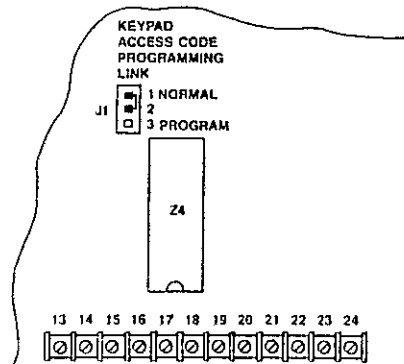 KEYPAD
ACCESS CODE
PROGRAMMING
LINK
1 NORMAL
J1 2
3 PROGRAM
Z4
13 14 15 16 17 18 19 20 21 22 23 24